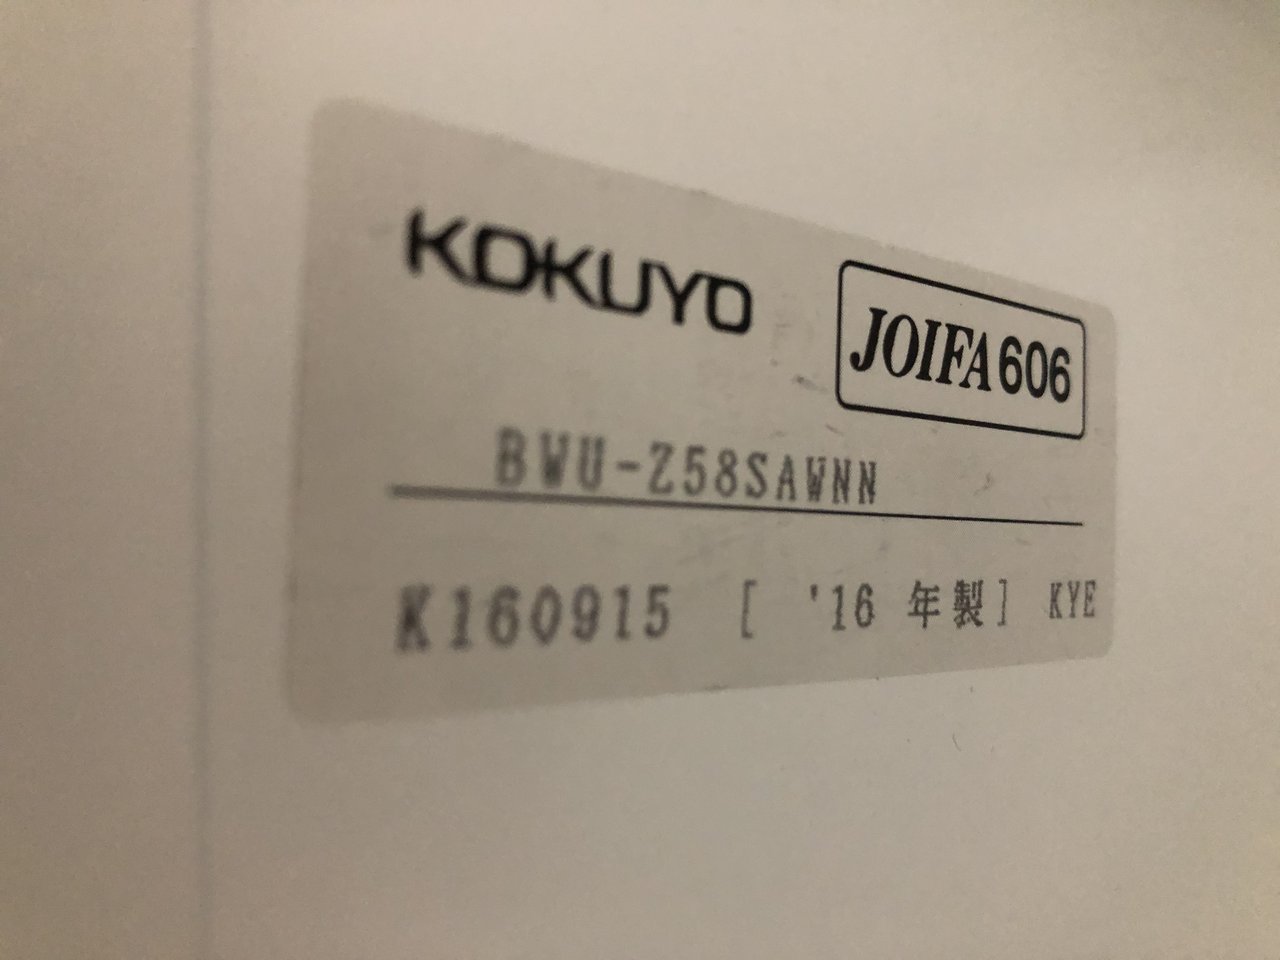 KOKUYO
JOIFA606
BWU-Z58SAWNN
K160915 [ '16 年製] KYE